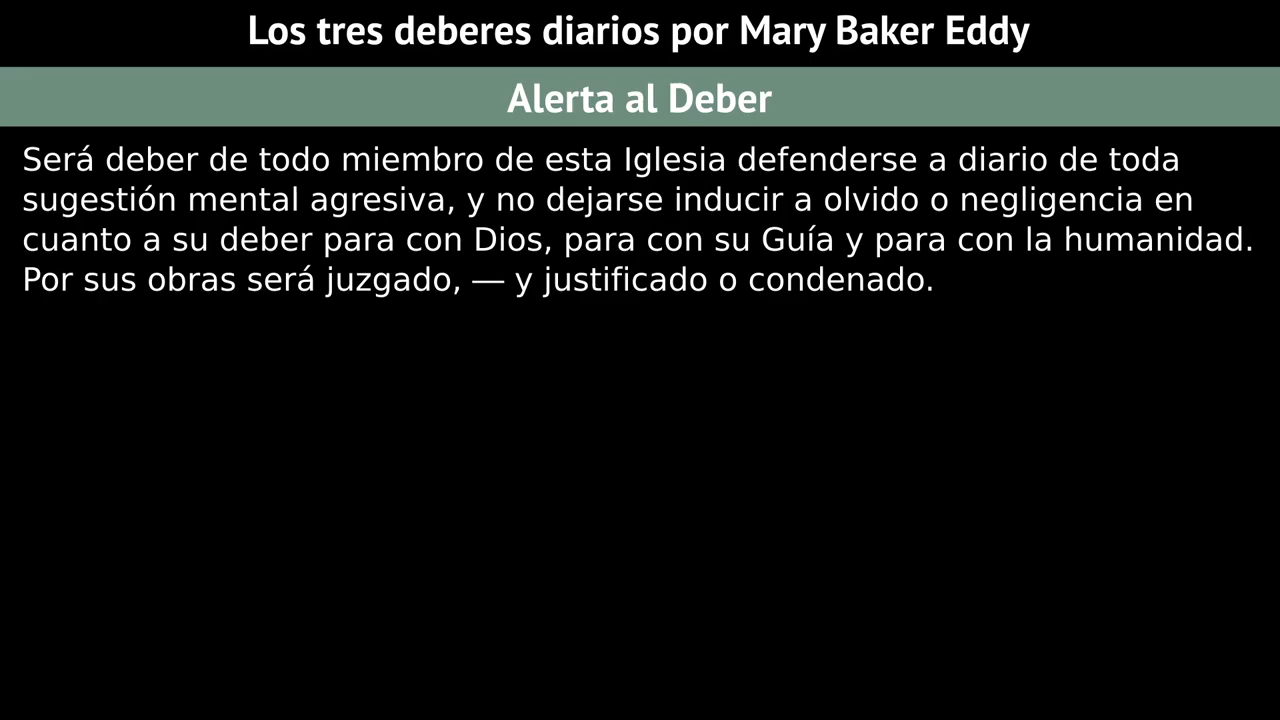 Los tres deberes diarios por Mary Baker Eddy
Alerta al Deber
Será deber de todo miembro de esta Iglesia defenderse a diario de toda
sugestión mental agresiva, y no dejarse inducir a olvido o negligencia en
cuanto a su deber para con Dios, para con su Guía y para con la humanidad.
Por sus obras será juzgado, — y justificado o condenado.